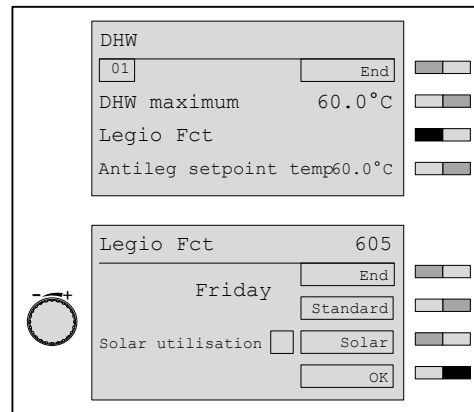 DHW
01 End
DHW maximum 60.0°C
Legio Fct
Antileg setpoint temp60.0°C
Legio Fct 605
End
Friday
Standard
Solar utilisation Solar
OK
- +